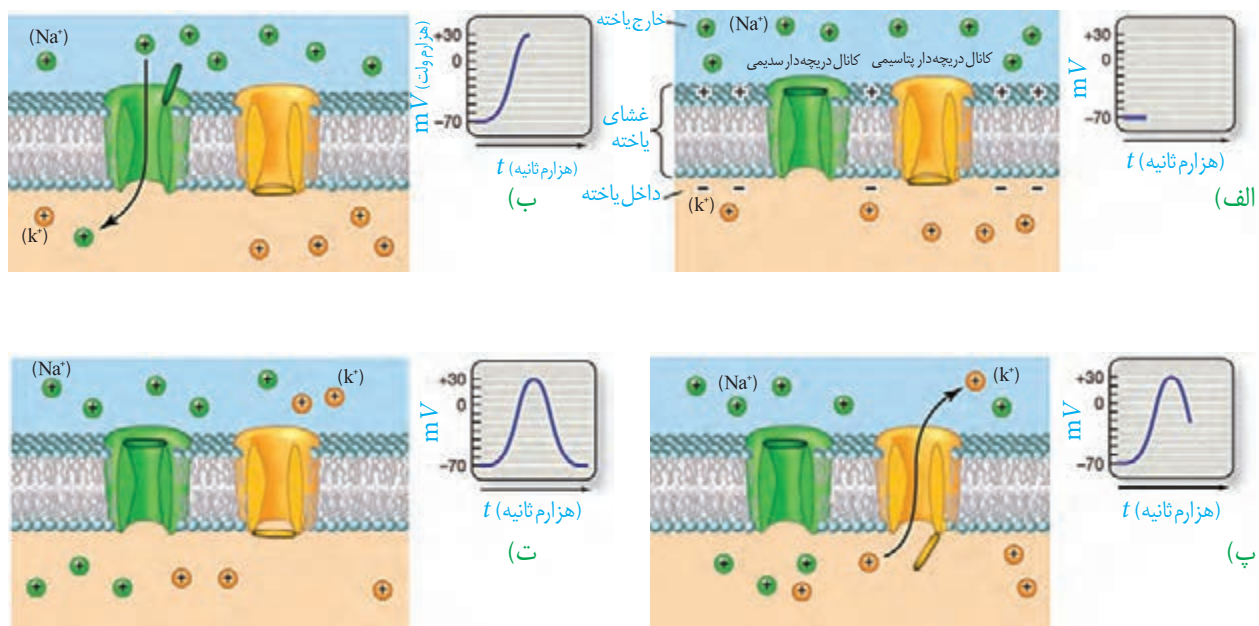 خارج یاخته
(Na⁺)
کانال دریچه‌دار سدیمی
کانال دریچه‌دار پتاسیمی
غشای
یاخته
داخل یاخته
(k⁺)
mV
+30
0
−70
t (هزارم ثانیه)
الف)
(Na⁺)
(k⁺)
mV (هزارم ولت)
+30
0
−70
t (هزارم ثانیه)
ب)
(Na⁺)
(k⁺)
mV
+30
0
−70
t (هزارم ثانیه)
پ)
(Na⁺)
(k⁺)
mV
+30
0
−70
t (هزارم ثانیه)
ت)